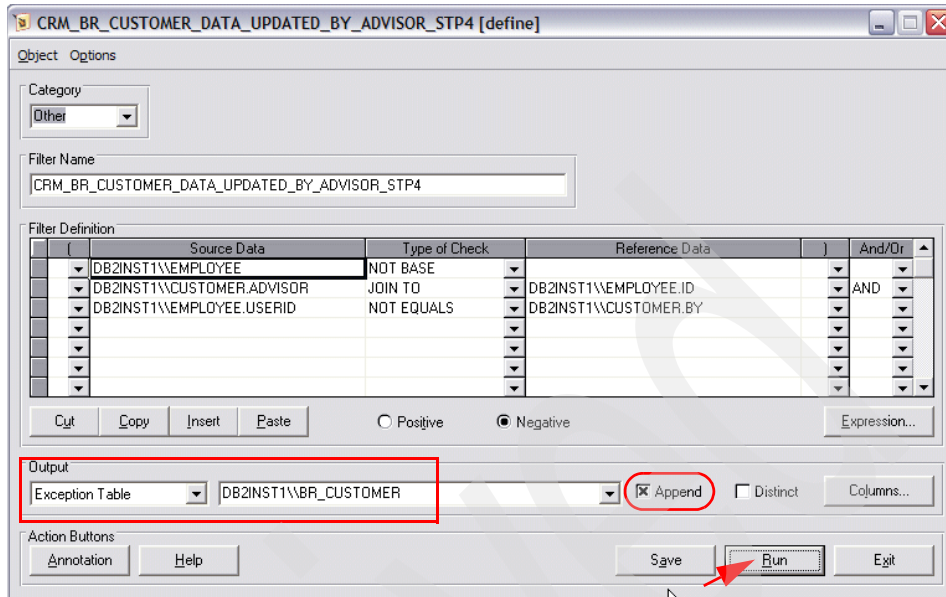 CRM_BR_CUSTOMER_DATA_UPDATED_BY_ADVISOR_STP4 [define]
Object Options
Category
Other
Filter Name
CRM_BR_CUSTOMER_DATA_UPDATED_BY_ADVISOR_STP4
Filter Definition
( Source Data Type of Check Reference Data ) And/Or
DB2INST1\\EMPLOYEE NOT BASE
DB2INST1\\CUSTOMER.ADVISOR JOIN TO DB2INST1\\EMPLOYEE.ID AND
DB2INST1\\EMPLOYEE.USERID NOT EQUALS DB2INST1\\CUSTOMER.BY
Cut Copy Insert Paste Positive Negative Expression...
Output
Exception Table DB2INST1\\BR_CUSTOMER Append Distinct Columns...
Action Buttons
Annotation Help Save Run Exit